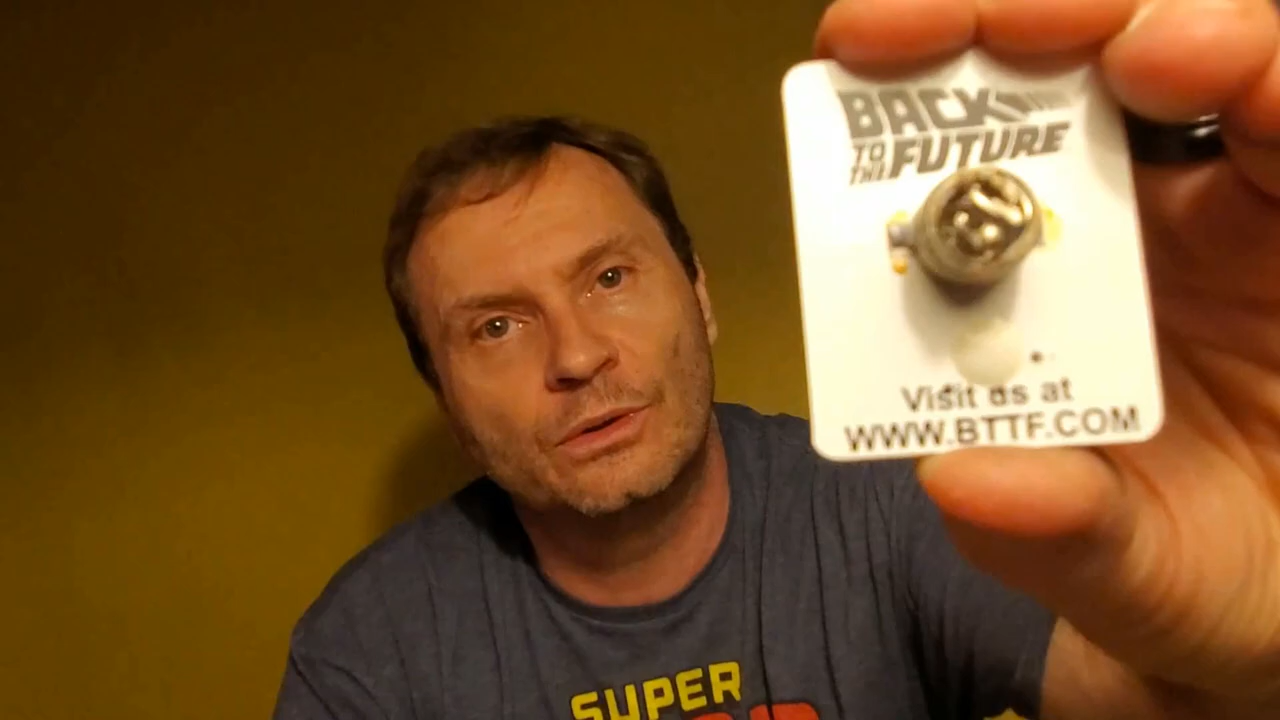 BACK
TO THE FUTURE
Visit us at
WWW.BTTF.COM
SUPER